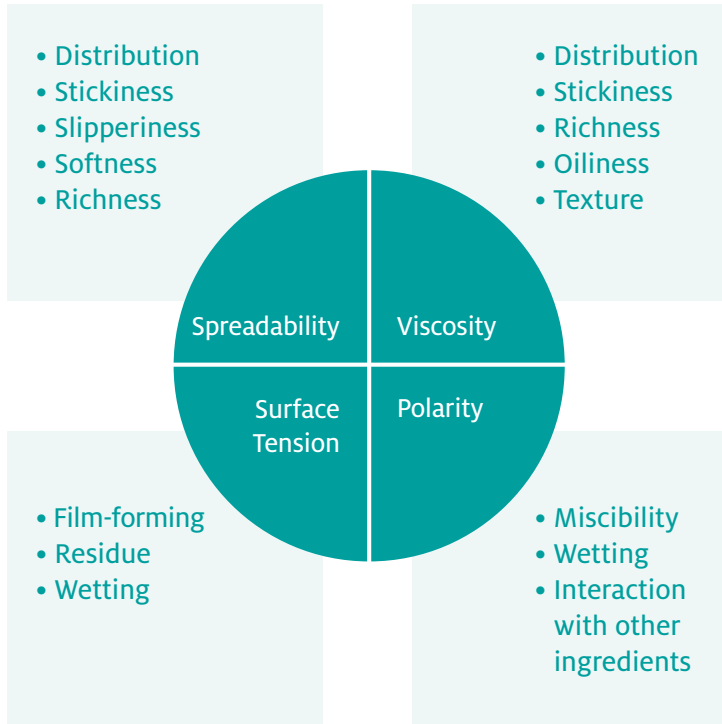 • Distribution
• Stickiness
• Slipperiness
• Softness
• Richness
• Distribution
• Stickiness
• Richness
• Oiliness
• Texture
Spreadability
Viscosity
Surface
Tension
Polarity
• Film-forming
• Residue
• Wetting
• Miscibility
• Wetting
• Interaction
with other
ingredients